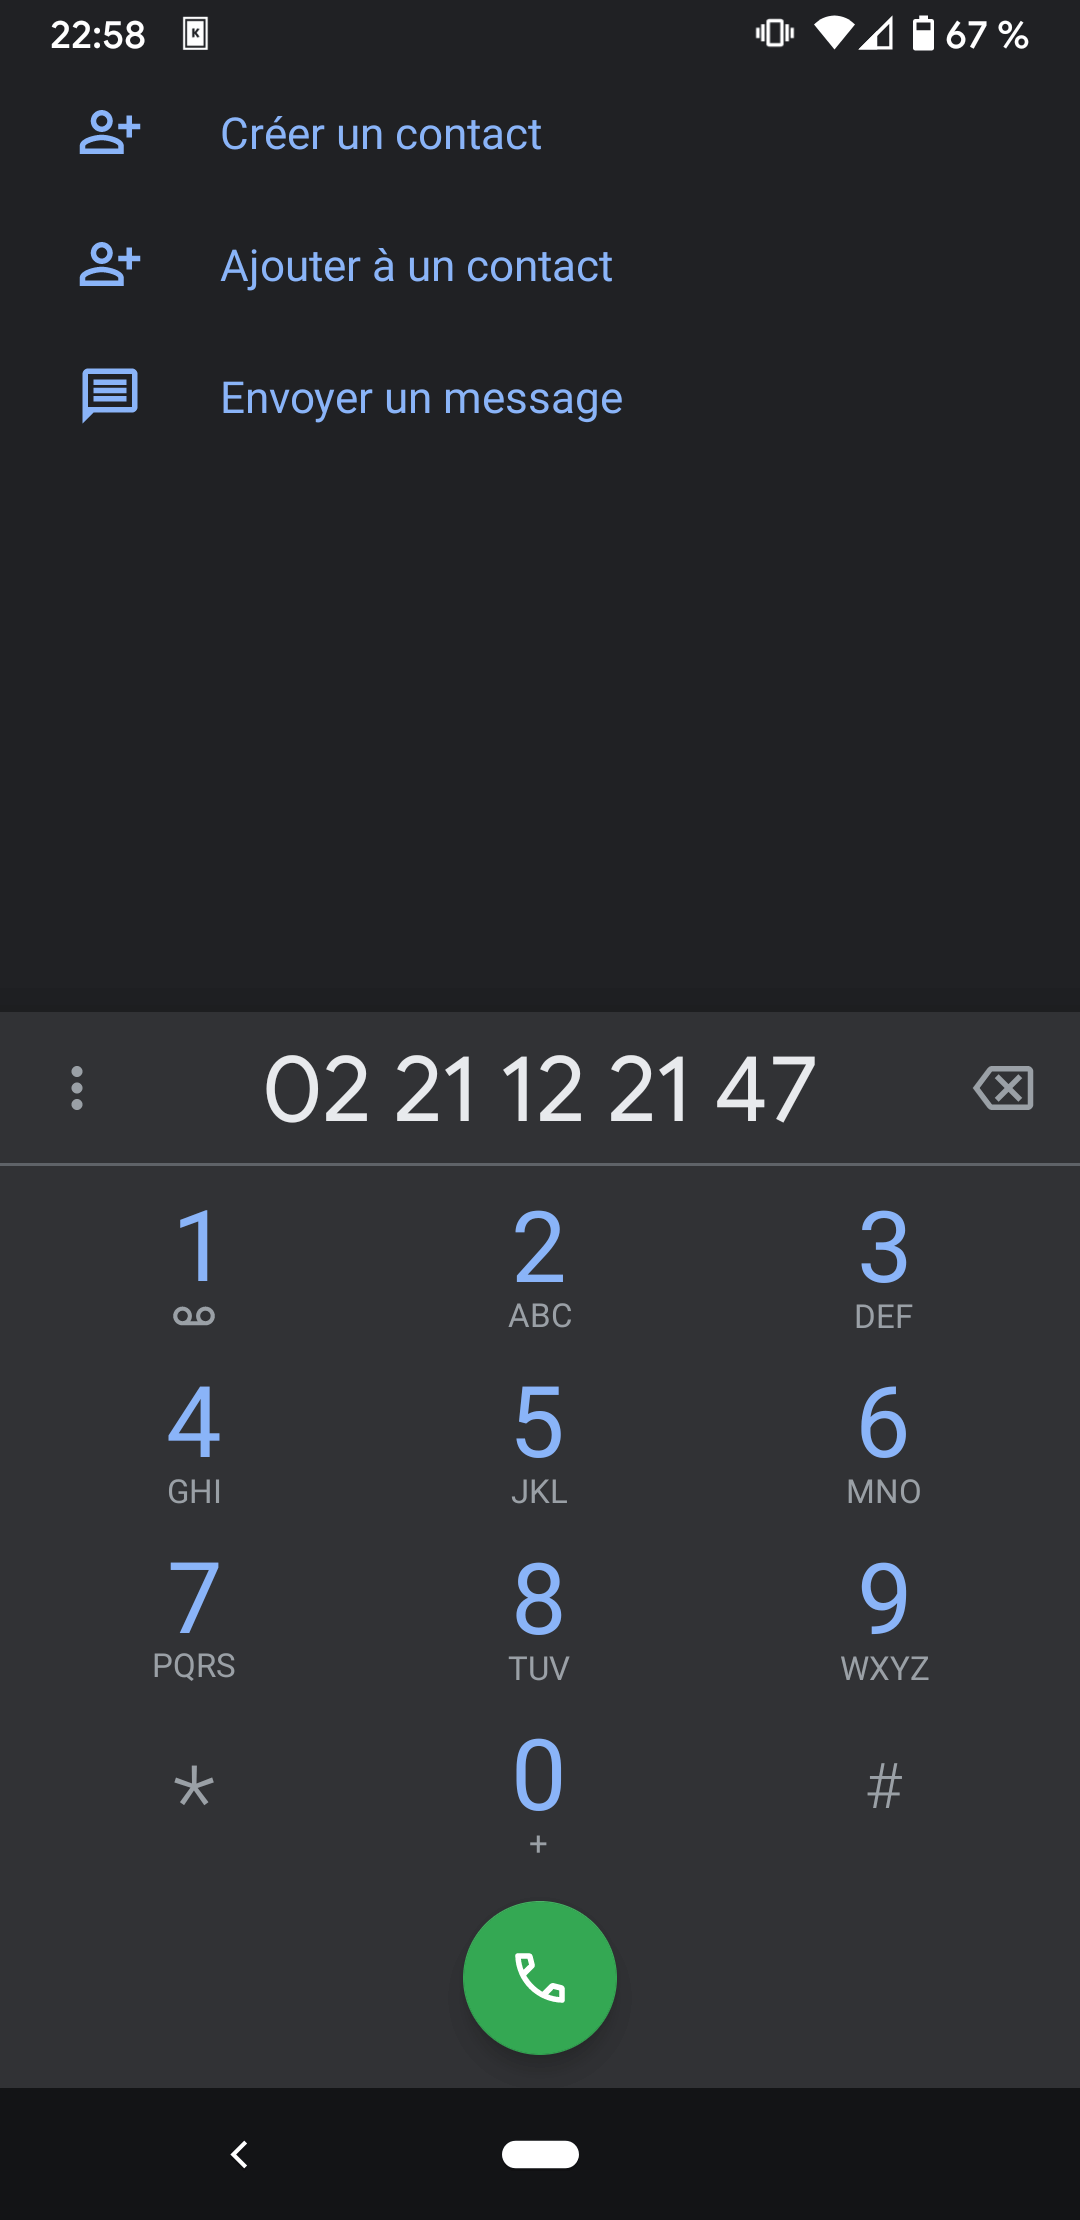 22:58 K 67 %
Créer un contact
Ajouter à un contact
Envoyer un message
02 21 12 21 47
1 2 3
ABC DEF
4 5 6
GHI JKL MNO
7 8 9
PQRS TUV WXYZ
* 0 #
+